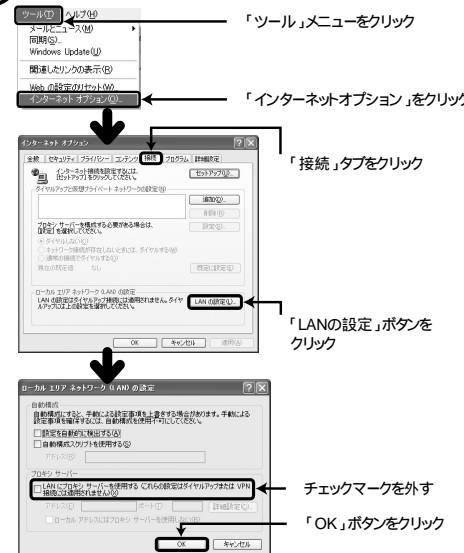 ツール(T) ヘルプ(H)
「ツール」メニューをクリック
メールとニュース(M)
同期(S)...
Windows Update(U)
関連したリンクの表示(R)
Web の設定のリセット(W)...
インターネット オプション(O)...
「インターネットオプション」をクリック
インターネット オプション
全般 セキュリティ プライバシー コンテンツ 接続 プログラム 詳細設定
「接続」タブをクリック
インターネット接続を設定するには、
[セットアップ] をクリックしてください。
セットアップ(U)...
ダイヤルアップと仮想プライベート ネットワークの設定(N)
追加(D)...
削除(R)
プロキシ サーバーを構成する必要がある場合は、
[設定] を選択してください。
設定(S)...
ダイヤルしない(C)
ネットワーク接続が存在しないときには、ダイヤルする(W)
通常の接続でダイヤルする(O)
現在の既定値 なし
既定に設定(E)
ローカル エリア ネットワーク (LAN) の設定
LAN の設定はダイヤルアップ接続には適用されません。ダイヤ
ルアップには上の設定を選択してください。
LAN の設定(L)...
「LANの設定」ボタンを
クリック
OK キャンセル 適用(A)
ローカル エリア ネットワーク (LAN) の設定
自動構成
自動構成にすると、手動による設定事項を上書きする場合があります。手動による
設定事項を確保するには、自動構成を使用不可にしてください。
設定を自動的に検出する(A)
自動構成スクリプトを使用する(S)
アドレス(R)
プロキシ サーバー
LAN にプロキシ サーバーを使用する (これらの設定はダイヤルアップまたは VPN
接続には適用されません)(X)
チェックマークを外す
アドレス(E) ポート(T) 詳細設定(C)...
ローカル アドレスにはプロキシ サーバーを使用しない(B)
「OK」ボタンをクリック
OK キャンセル